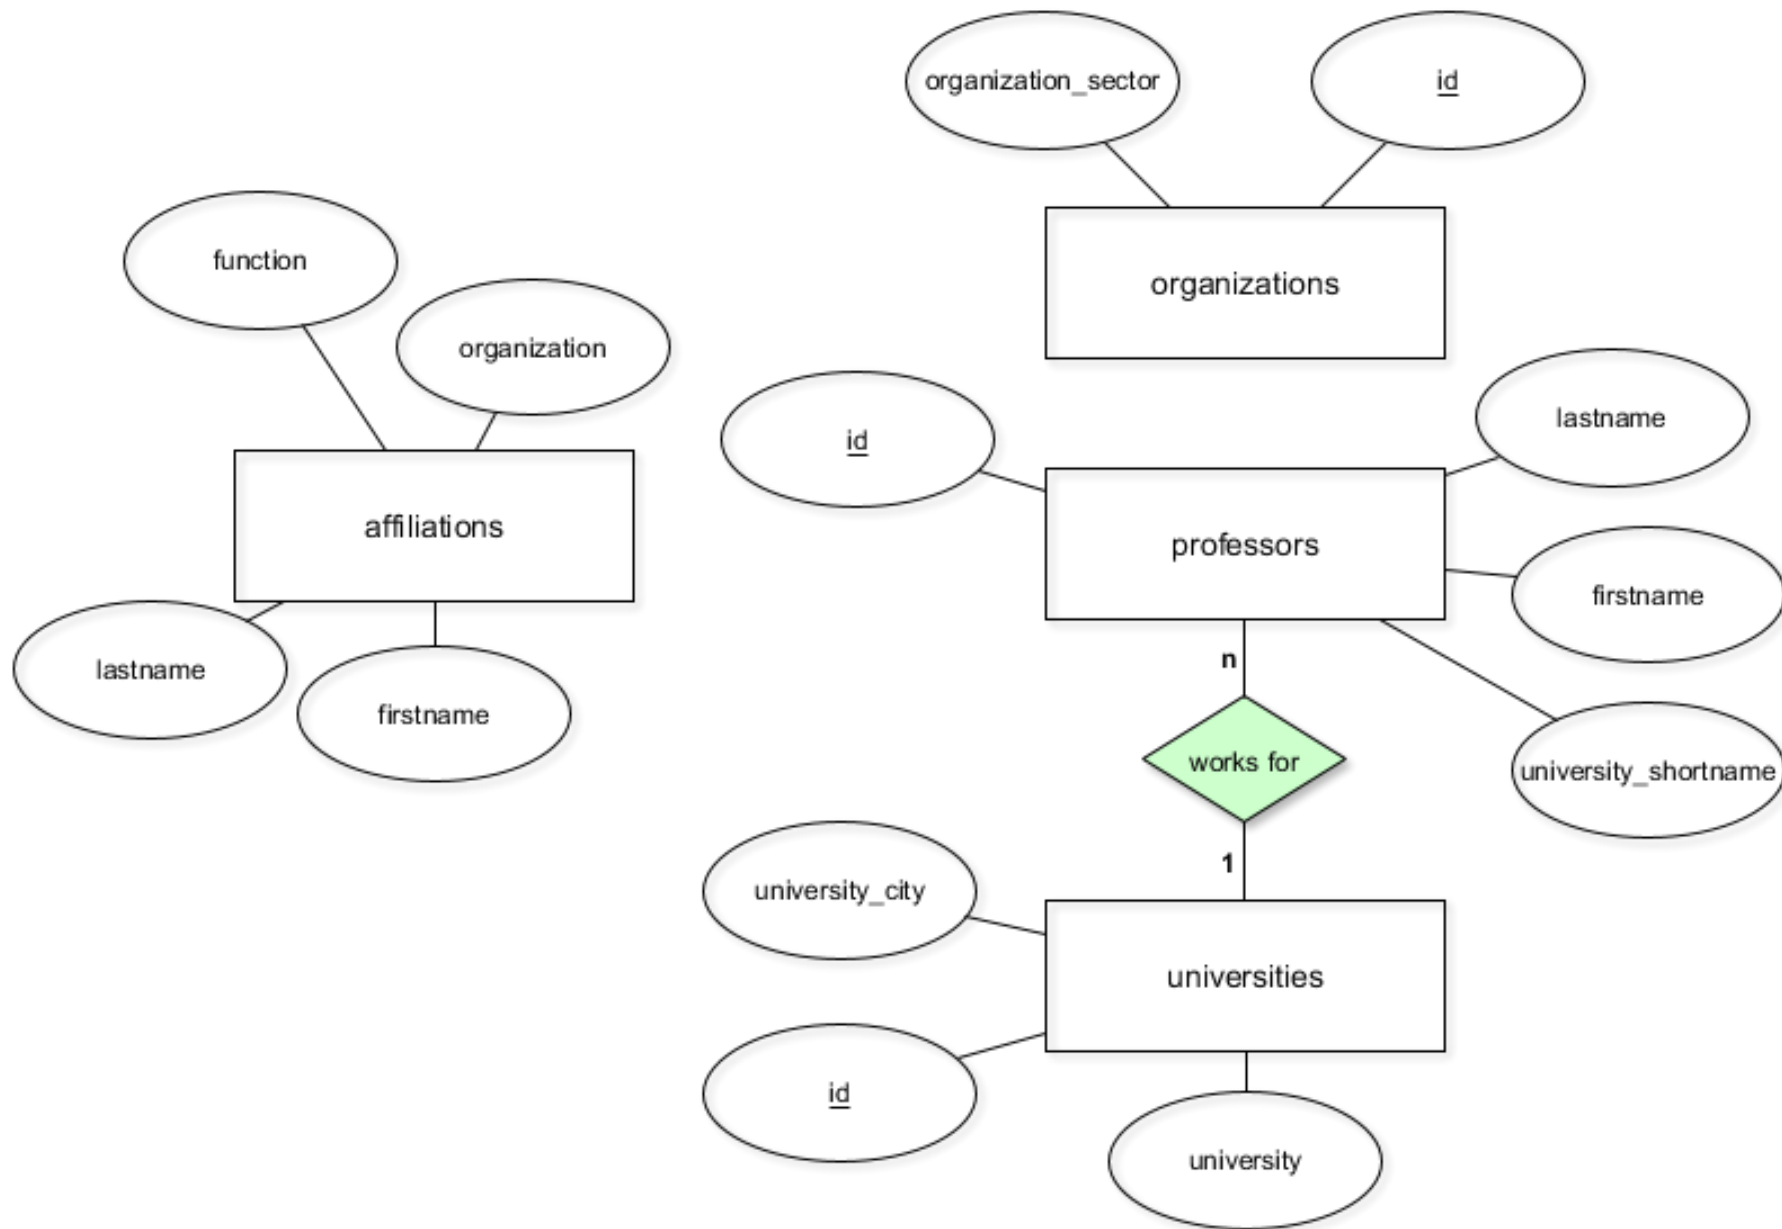 organization_sector
id
organizations
function
organization
affiliations
lastname
firstname
id
professors
lastname
firstname
university_shortname
n
works for
1
university_city
universities
id
university